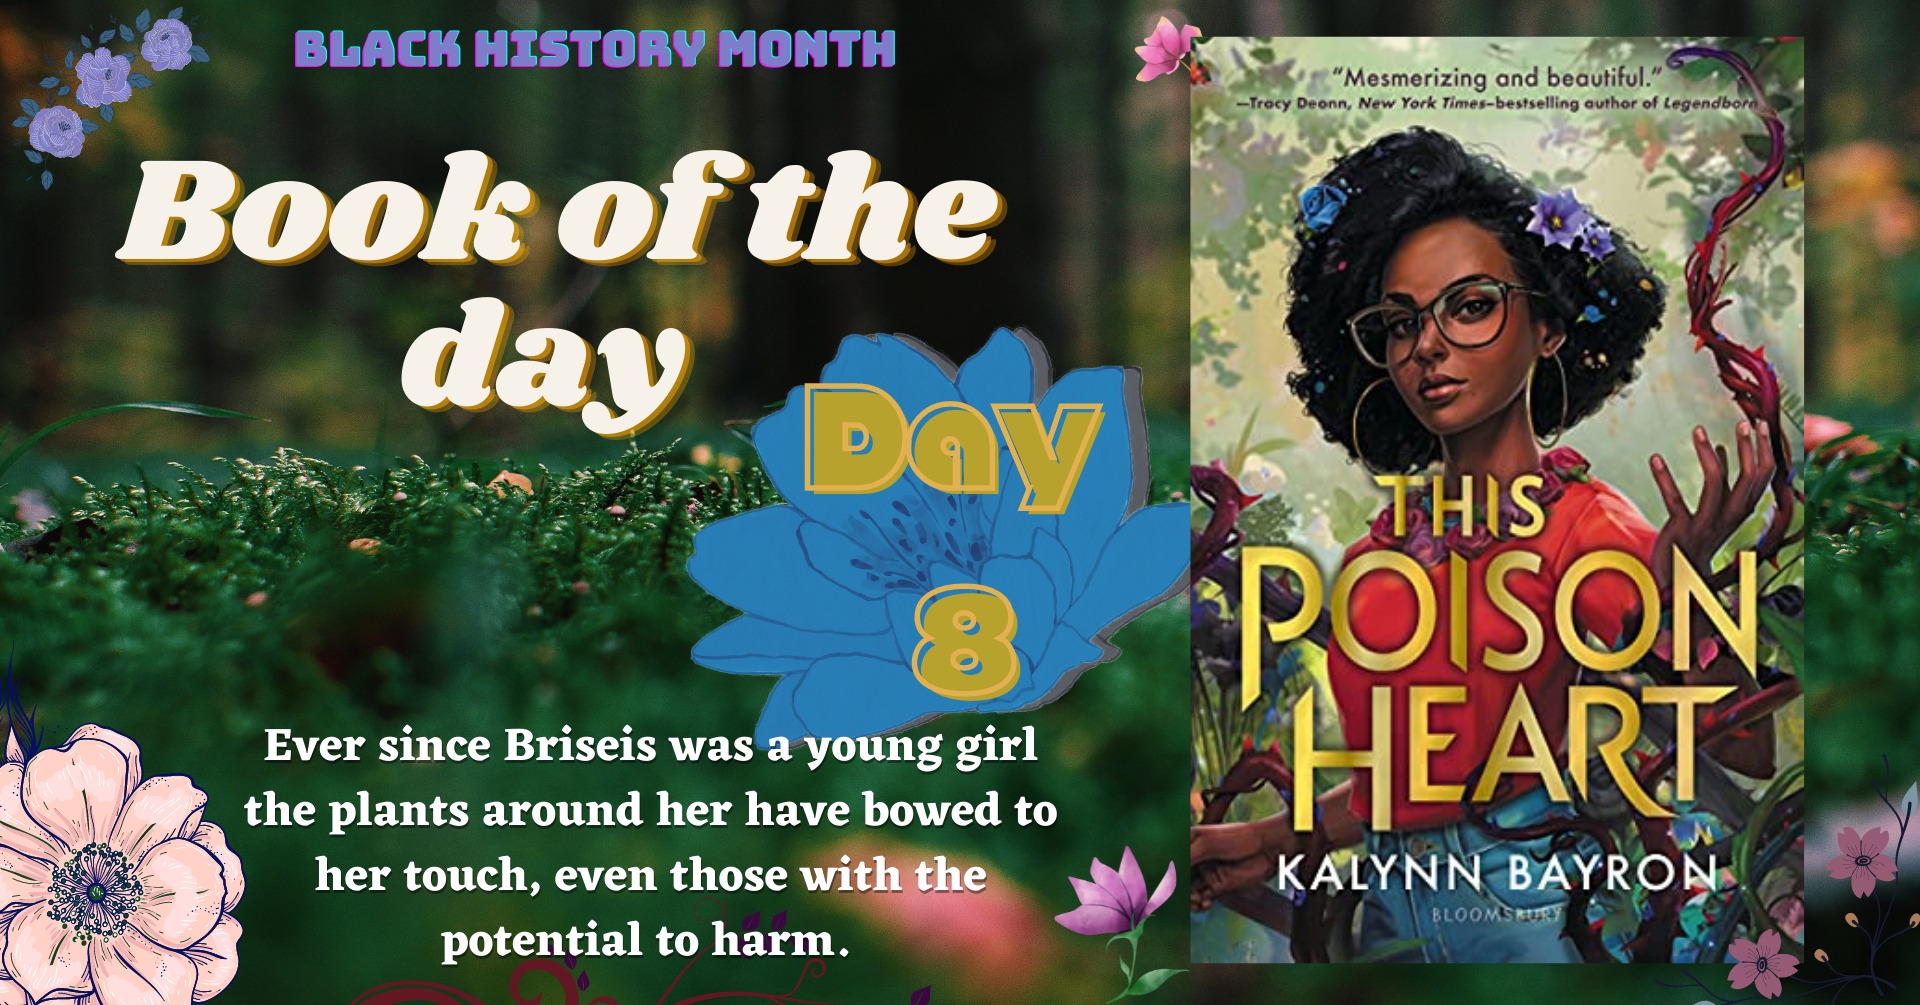 BLACK HISTORY MONTH
Book of the
day
Day
8
Ever since Briseis was a young girl
the plants around her have bowed to
her touch, even those with the
potential to harm.
“Mesmerizing and beautiful.”
—Tracy Deonn, New York Times–bestselling author of Legendborn
THIS
POISON
HEART
KALYNN BAYRON
BLOOMSBURY